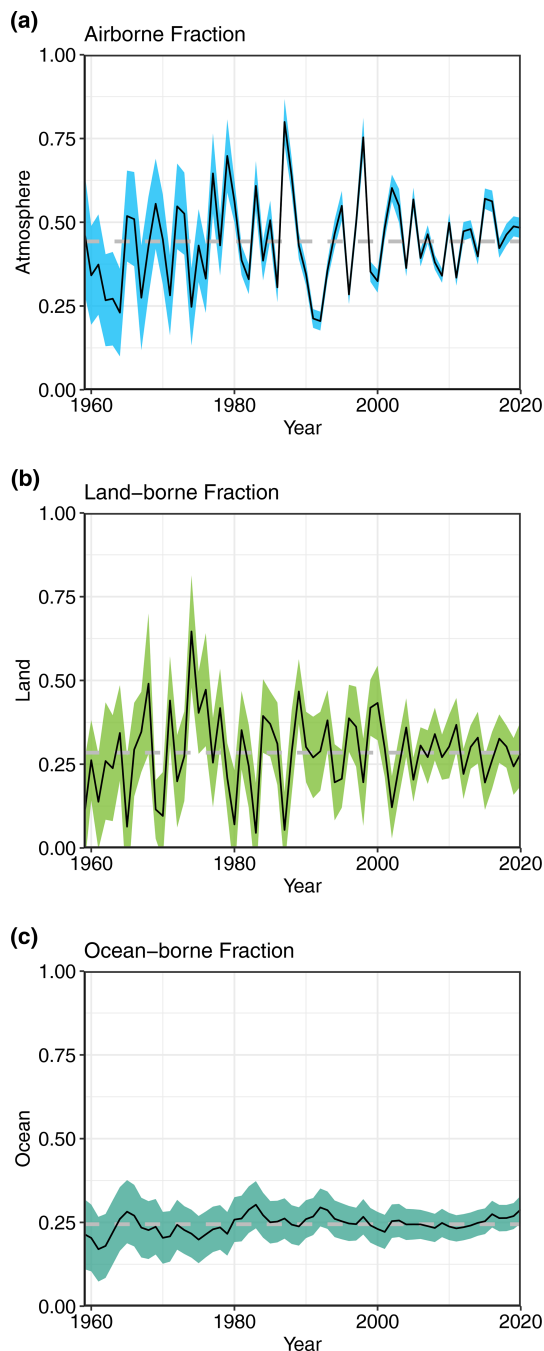 (a)
Airborne Fraction
1.00
0.75
0.50
0.25
0.00
Atmosphere
1960 1980 2000 2020
Year
(b)
Land−borne Fraction
1.00
0.75
0.50
0.25
0.00
Land
1960 1980 2000 2020
Year
(c)
Ocean−borne Fraction
1.00
0.75
0.50
0.25
0.00
Ocean
1960 1980 2000 2020
Year